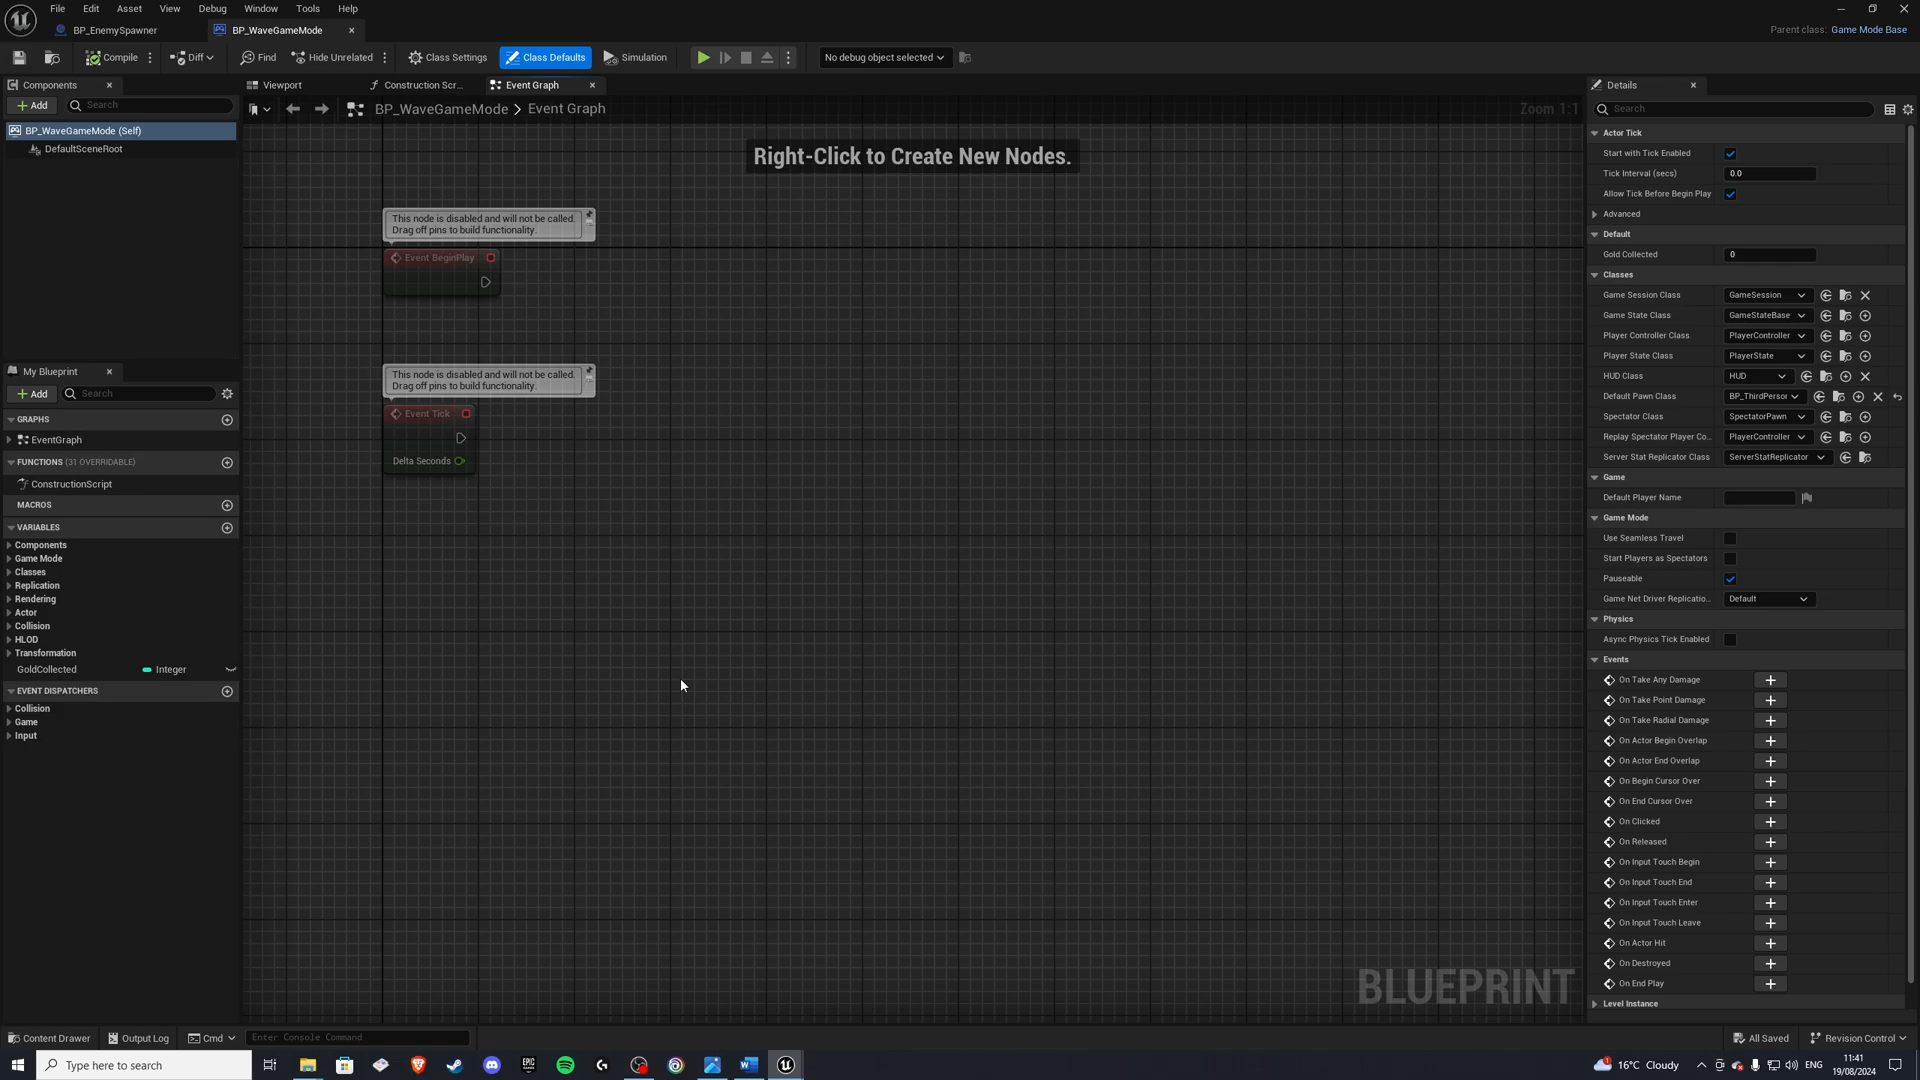 File Edit Asset View Debug Window Tools Help
BP_EnemySpawner BP_WaveGameMode Parent class: Game Mode Base
Compile Diff Find Hide Unrelated Class Settings Class Defaults Simulation No debug object selected
Components Viewport Construction Scr... Event Graph Details
Add Search BP_WaveGameMode > Event Graph Zoom 1:1 Search
BP_WaveGameMode (Self)
DefaultSceneRoot
Right-Click to Create New Nodes.
This node is disabled and will not be called.
Drag off pins to build functionality.
Event BeginPlay
This node is disabled and will not be called.
Drag off pins to build functionality.
Event Tick
Delta Seconds
My Blueprint
Add Search
GRAPHS
EventGraph
FUNCTIONS (31 OVERRIDABLE)
ConstructionScript
MACROS
VARIABLES
Components
Game Mode
Classes
Replication
Rendering
Actor
Collision
HLOD
Transformation
GoldCollected Integer
EVENT DISPATCHERS
Collision
Game
Input
Actor Tick
Start with Tick Enabled
Tick Interval (secs) 0.0
Allow Tick Before Begin Play
Advanced
Default
Gold Collected 0
Classes
Game Session Class GameSession
Game State Class GameStateBase
Player Controller Class PlayerController
Player State Class PlayerState
HUD Class HUD
Default Pawn Class BP_ThirdPerson
Spectator Class SpectatorPawn
Replay Spectator Player Co... PlayerController
Server Stat Replicator Class ServerStatReplicator
Game
Default Player Name
Game Mode
Use Seamless Travel
Start Players as Spectators
Pauseable
Game Net Driver Replicatio... Default
Physics
Async Physics Tick Enabled
Events
On Take Any Damage
On Take Point Damage
On Take Radial Damage
On Actor Begin Overlap
On Actor End Overlap
On Begin Cursor Over
On End Cursor Over
On Clicked
On Released
On Input Touch Begin
On Input Touch End
On Input Touch Enter
On Input Touch Leave
On Actor Hit
On Destroyed
On End Play
Level Instance
BLUEPRINT
Content Drawer Output Log Cmd Enter Console Command All Saved Revision Control
Type here to search 16°C Cloudy ENG 11:41
19/08/2024